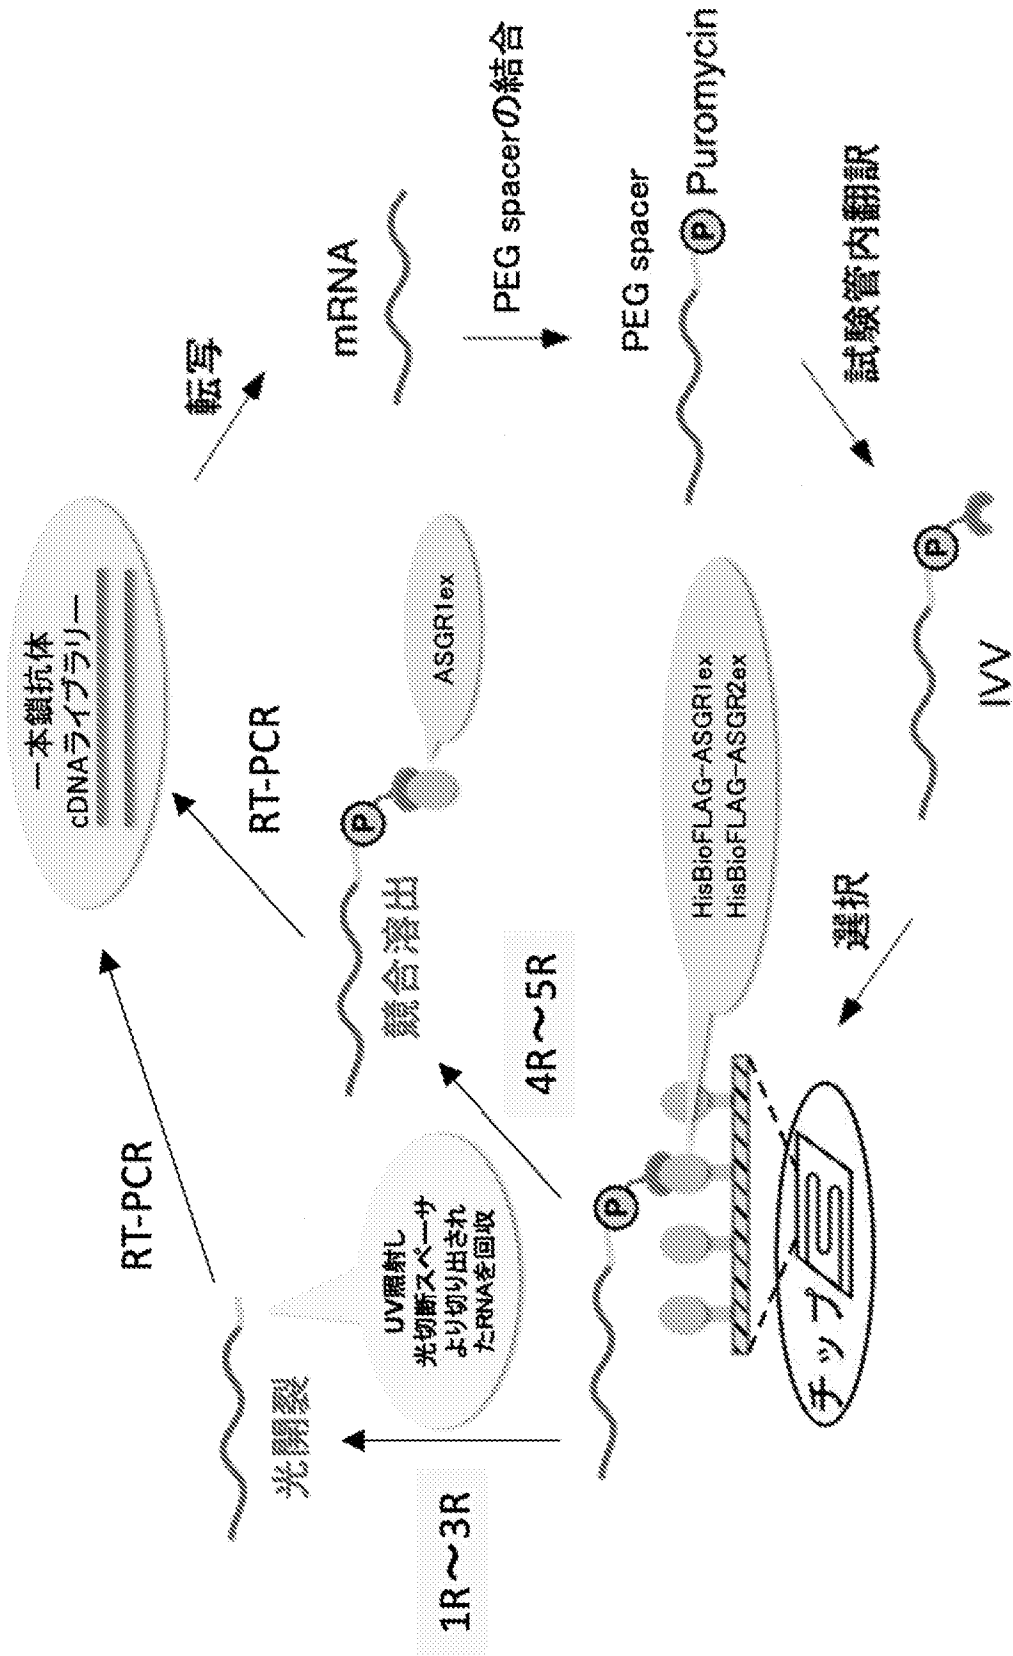 一本鎖抗体
cDNAライブラリー
転写
mRNA
PEG spacerの結合
PEG spacer
P
Puromycin
試験管内翻訳
P
IVV
選択
HisBioFLAG-ASGR1ex
HisBioFLAG-ASGR2ex
P
チップ
1R～3R
光開裂
UV照射し
光切断スペーサ
より切り出され
たRNAを回収
RT-PCR
4R～5R
競合溶出
P
ASGR1ex
RT-PCR